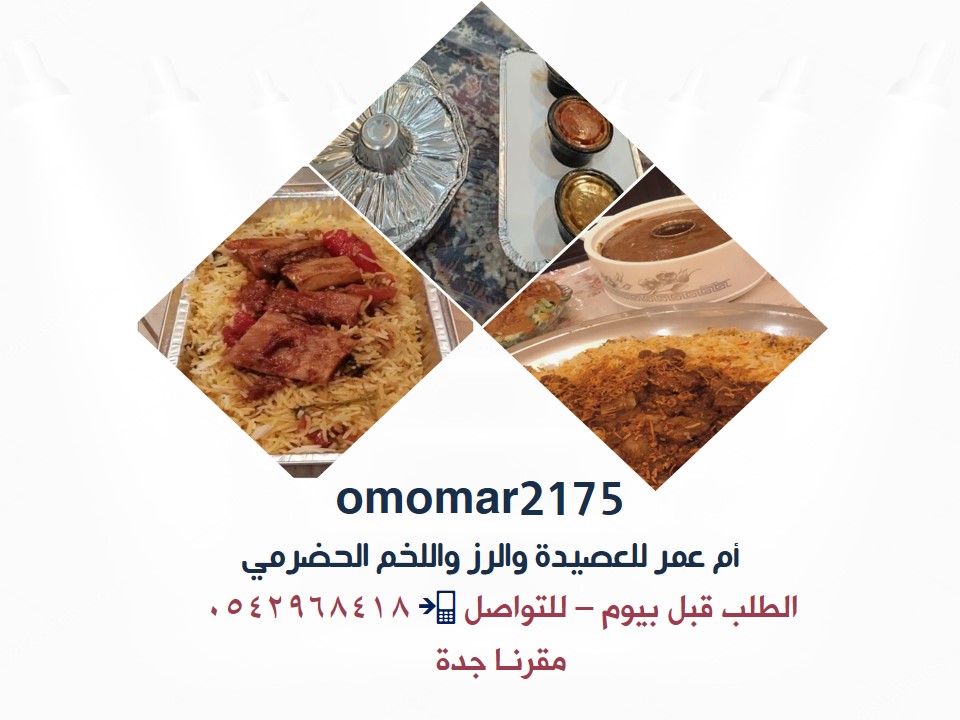 omomar2175
أم عمر للعصيدة والرز واللخم الحضرمي
الطلب قبل بيوم – للتواصل ٠٥٤٢٩٦٨٤١٨
مقرنا جدة